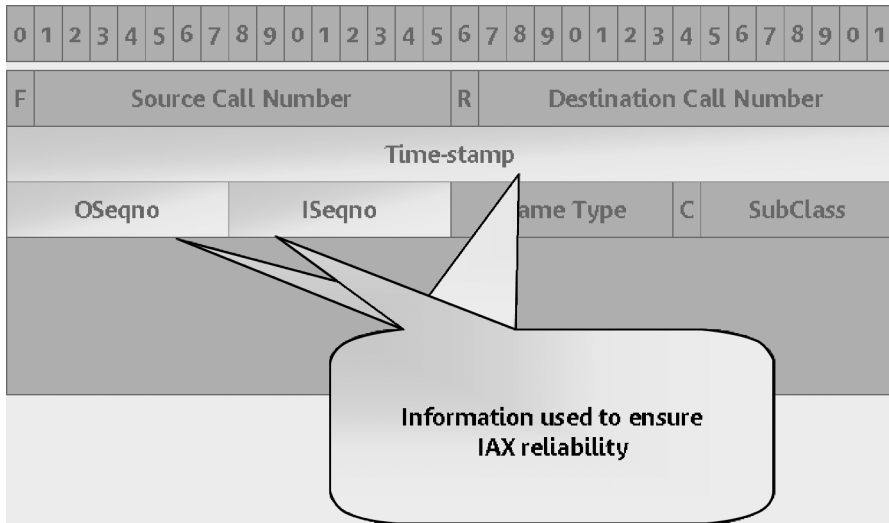 0 1 2 3 4 5 6 7 8 9 0 1 2 3 4 5 6 7 8 9 0 1 2 3 4 5 6 7 8 9 0 1
F Source Call Number R Destination Call Number
Time-stamp
OSeqno ISeqno ame Type C SubClass
Information used to ensure
IAX reliability